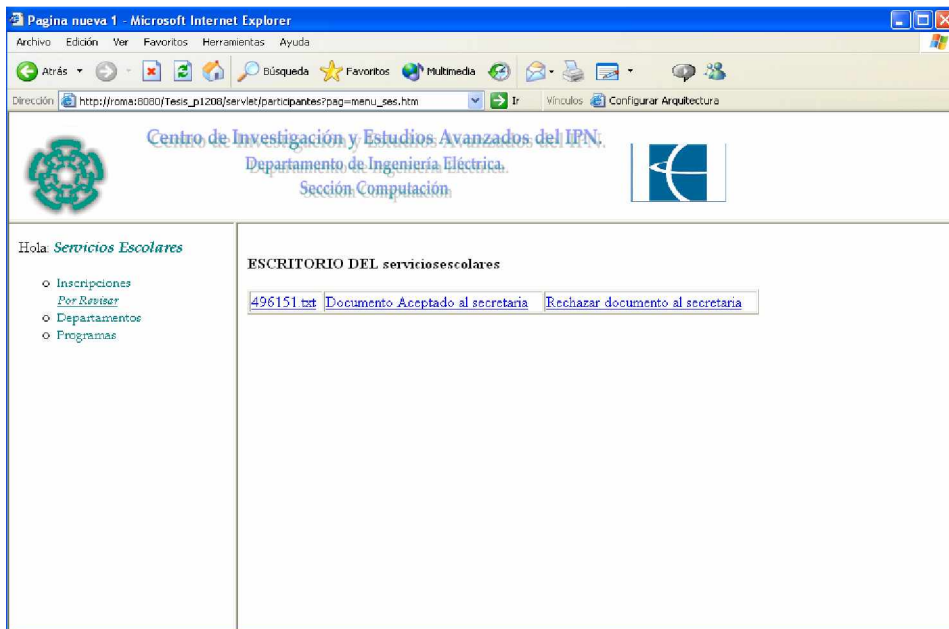 Pagina nueva 1 - Microsoft Internet Explorer
Archivo Edición Ver Favoritos Herramientas Ayuda
Atrás Búsqueda Favoritos Multimedia
Dirección http://roma:8080/Tesis_p1208/servlet/participantes?pag=menu_ses.htm Ir Vínculos Configurar Arquitectura
Centro de Investigación y Estudios Avanzados del IPN.
Departamento de Ingeniería Eléctrica.
Sección Computación
Hola: Servicios Escolares
Inscripciones
Por Revisar
Departamentos
Programas
ESCRITORIO DEL serviciosescolares
496151.txt Documento Aceptado al secretaria Rechazar documento al secretaria